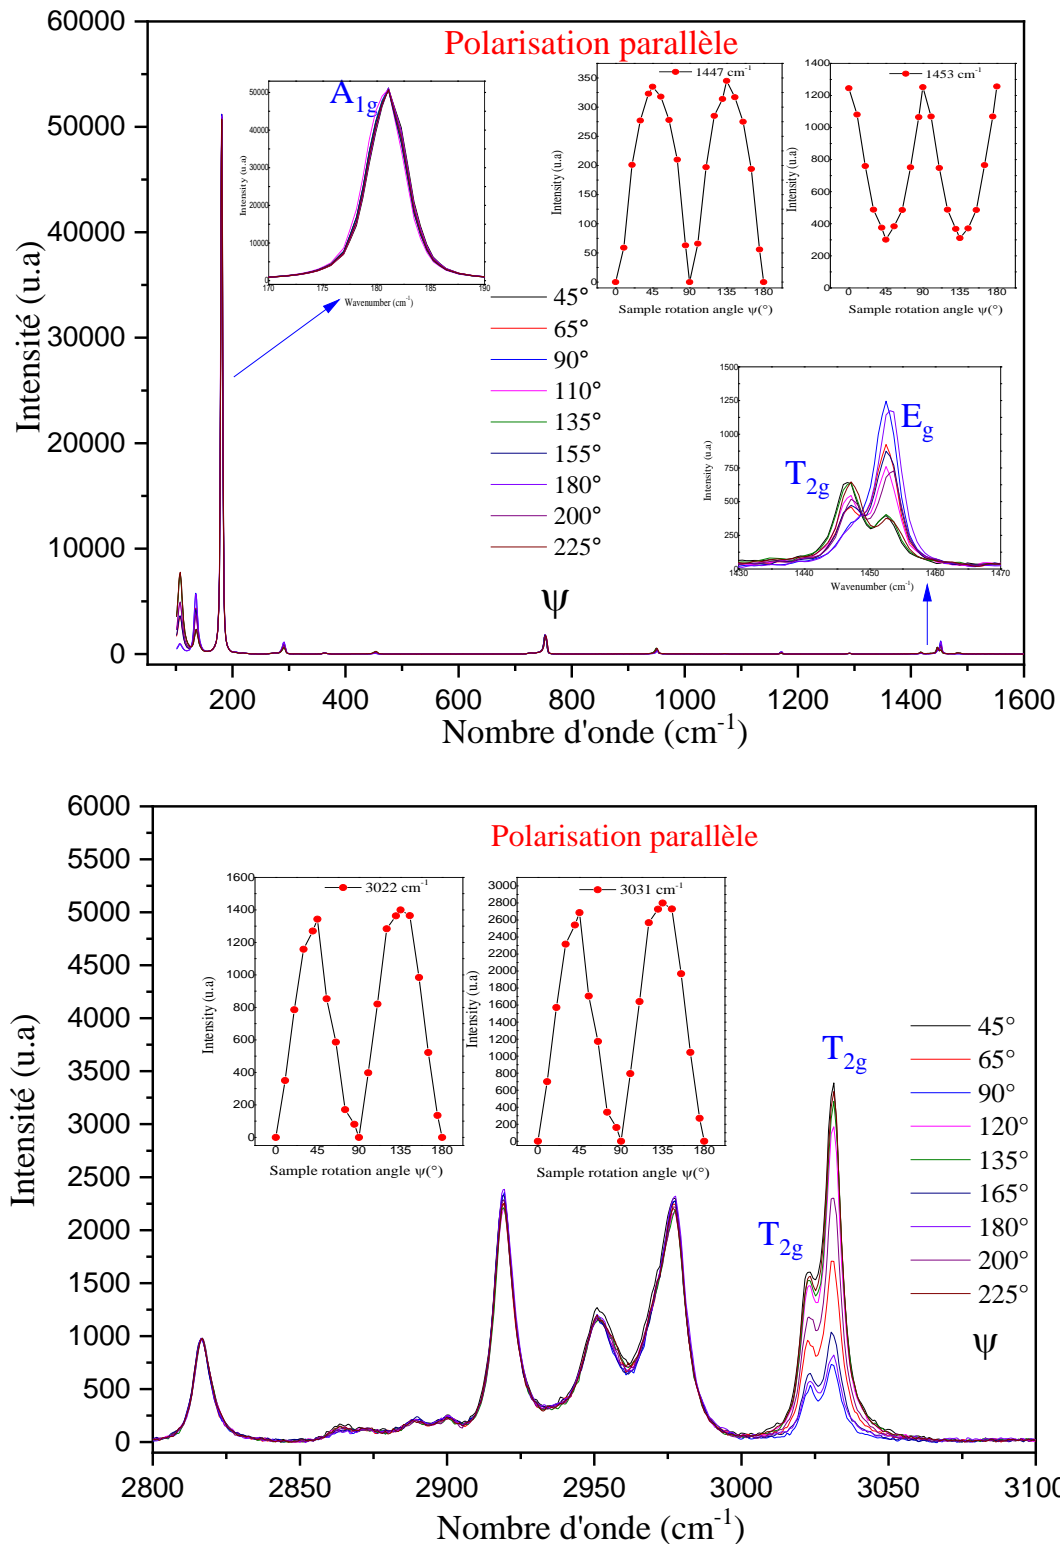 Polarisation parallèle
60000
50000
40000
30000
20000
10000
0
Intensité (u.a)
200 400 600 800 1000 1200 1400 1600
Nombre d'onde (cm-1)
A1g
50000
40000
30000
20000
10000
0
Intensity (u.a)
170 175 180 185 190
Wavenumber (cm-1)
1447 cm-1
350
300
250
200
150
100
50
0
Intensity (u.a)
0 45 90 135 180
Sample rotation angle ψ(°)
1453 cm-1
1400
1200
1000
800
600
400
200
0
Intensity (u.a)
0 45 90 135 180
Sample rotation angle ψ(°)
45°
65°
90°
110°
135°
155°
180°
200°
225°
ψ
Eg
T2g
1500
1250
1000
750
500
250
0
Intensity (u.a)
1430 1440 1450 1460 1470
Wavenumber (cm-1)
Polarisation parallèle
6000
5500
5000
4500
4000
3500
3000
2500
2000
1500
1000
500
0
Intensité (u.a)
2800 2850 2900 2950 3000 3050 3100
Nombre d'onde (cm-1)
3022 cm-1
1600
1400
1200
1000
800
600
400
200
0
Intensity (u.a)
0 45 90 135 180
Sample rotation angle ψ(°)
3031 cm-1
3000
2800
2600
2400
2200
2000
1800
1600
1400
1200
1000
800
600
400
200
0
Intensity (u.a)
0 45 90 135 180
Sample rotation angle ψ(°)
T2g
T2g
45°
65°
90°
120°
135°
165°
180°
200°
225°
ψ